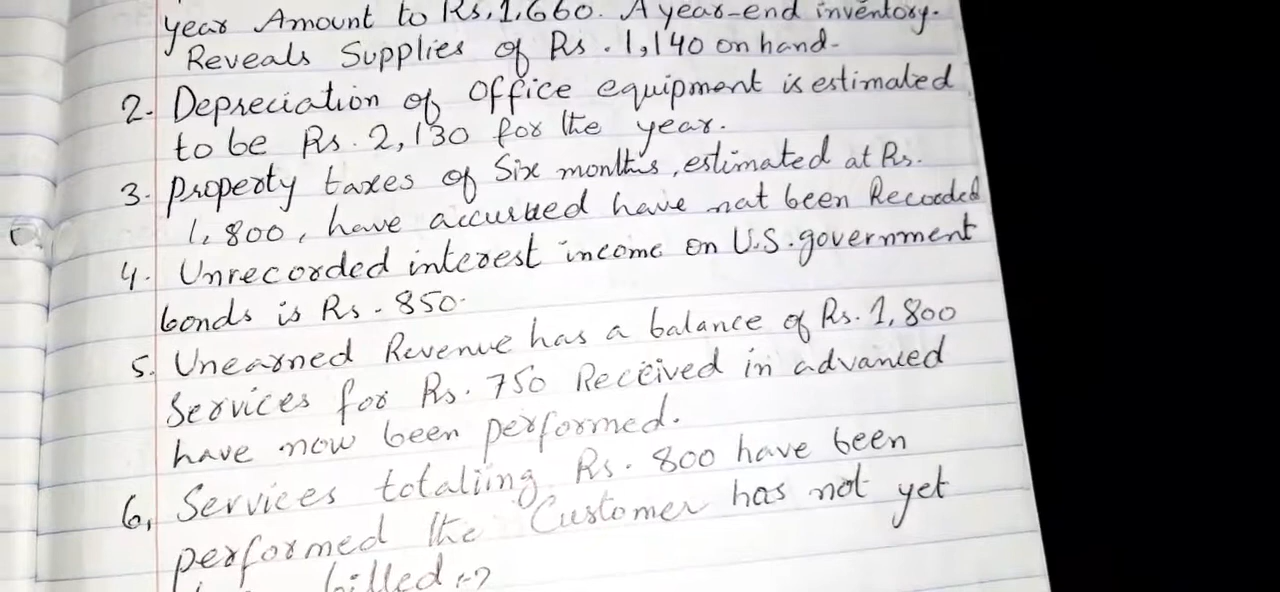 year Amount to Rs. 1,660. A year-end inventory.
Reveals Supplies of Rs. 1,140 on hand-
2. Depreciation of office equipment is estimated
to be Rs. 2,130 for the year.
3. Property taxes of Six months, estimated at Rs.
1,800, have accurued have nat been Recorded
4. Unrecorded interest income on U.S. government
bonds is Rs. 850.
5. Unearned Revenue has a balance of Rs. 1,800
Services for Rs. 750 Received in advanced
have now been performed.
6, Services totaliing Rs. 800 have been
performed the Customer has not yet
billed :-?